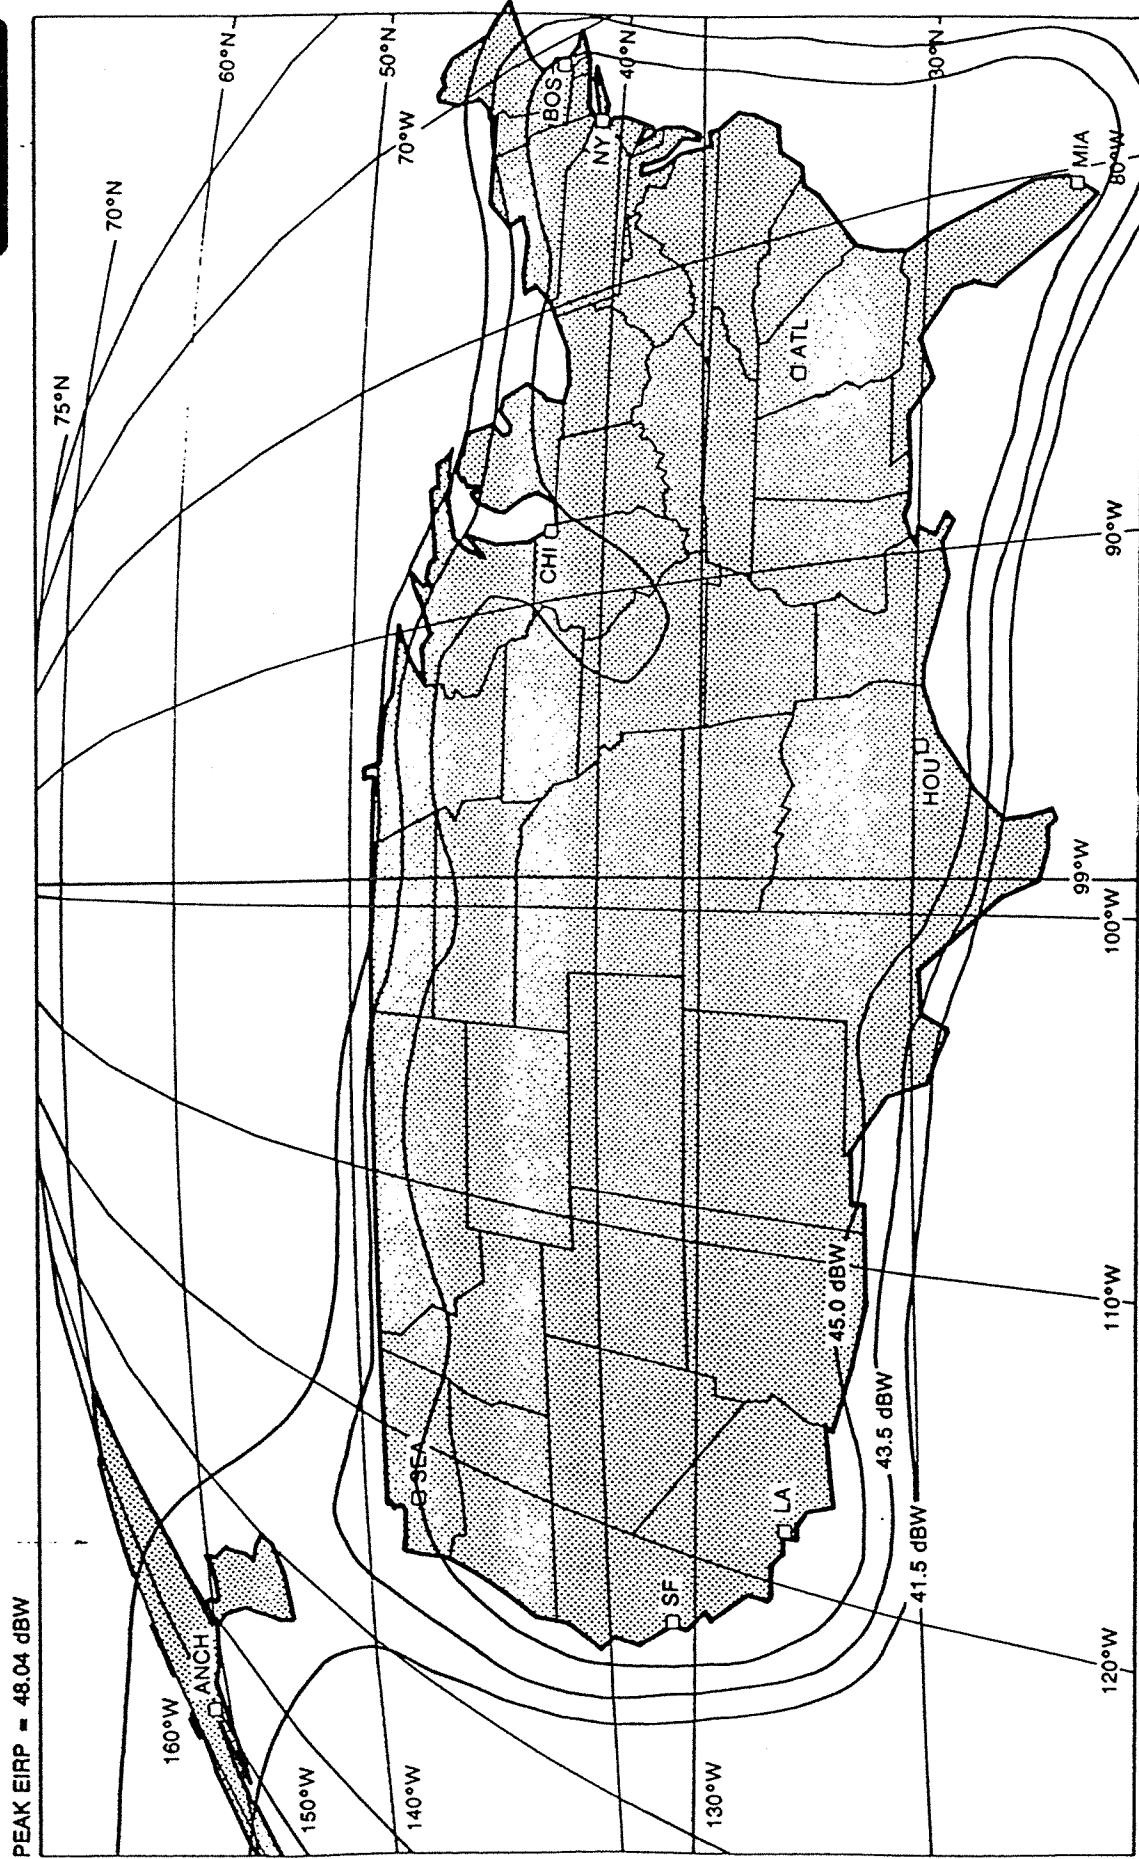 PEAK EIRP = 48.04 dBW
160°W
ANCH
150°W
140°W
130°W
120°W
110°W
100°W
99°W
90°W
80°W
70°W
75°N
70°N
60°N
50°N
40°N
30°N
SEA
SF
LA
45.0 dBW
43.5 dBW
41.5 dBW
HOU
CHI
ATL
MIA
NY
BOS